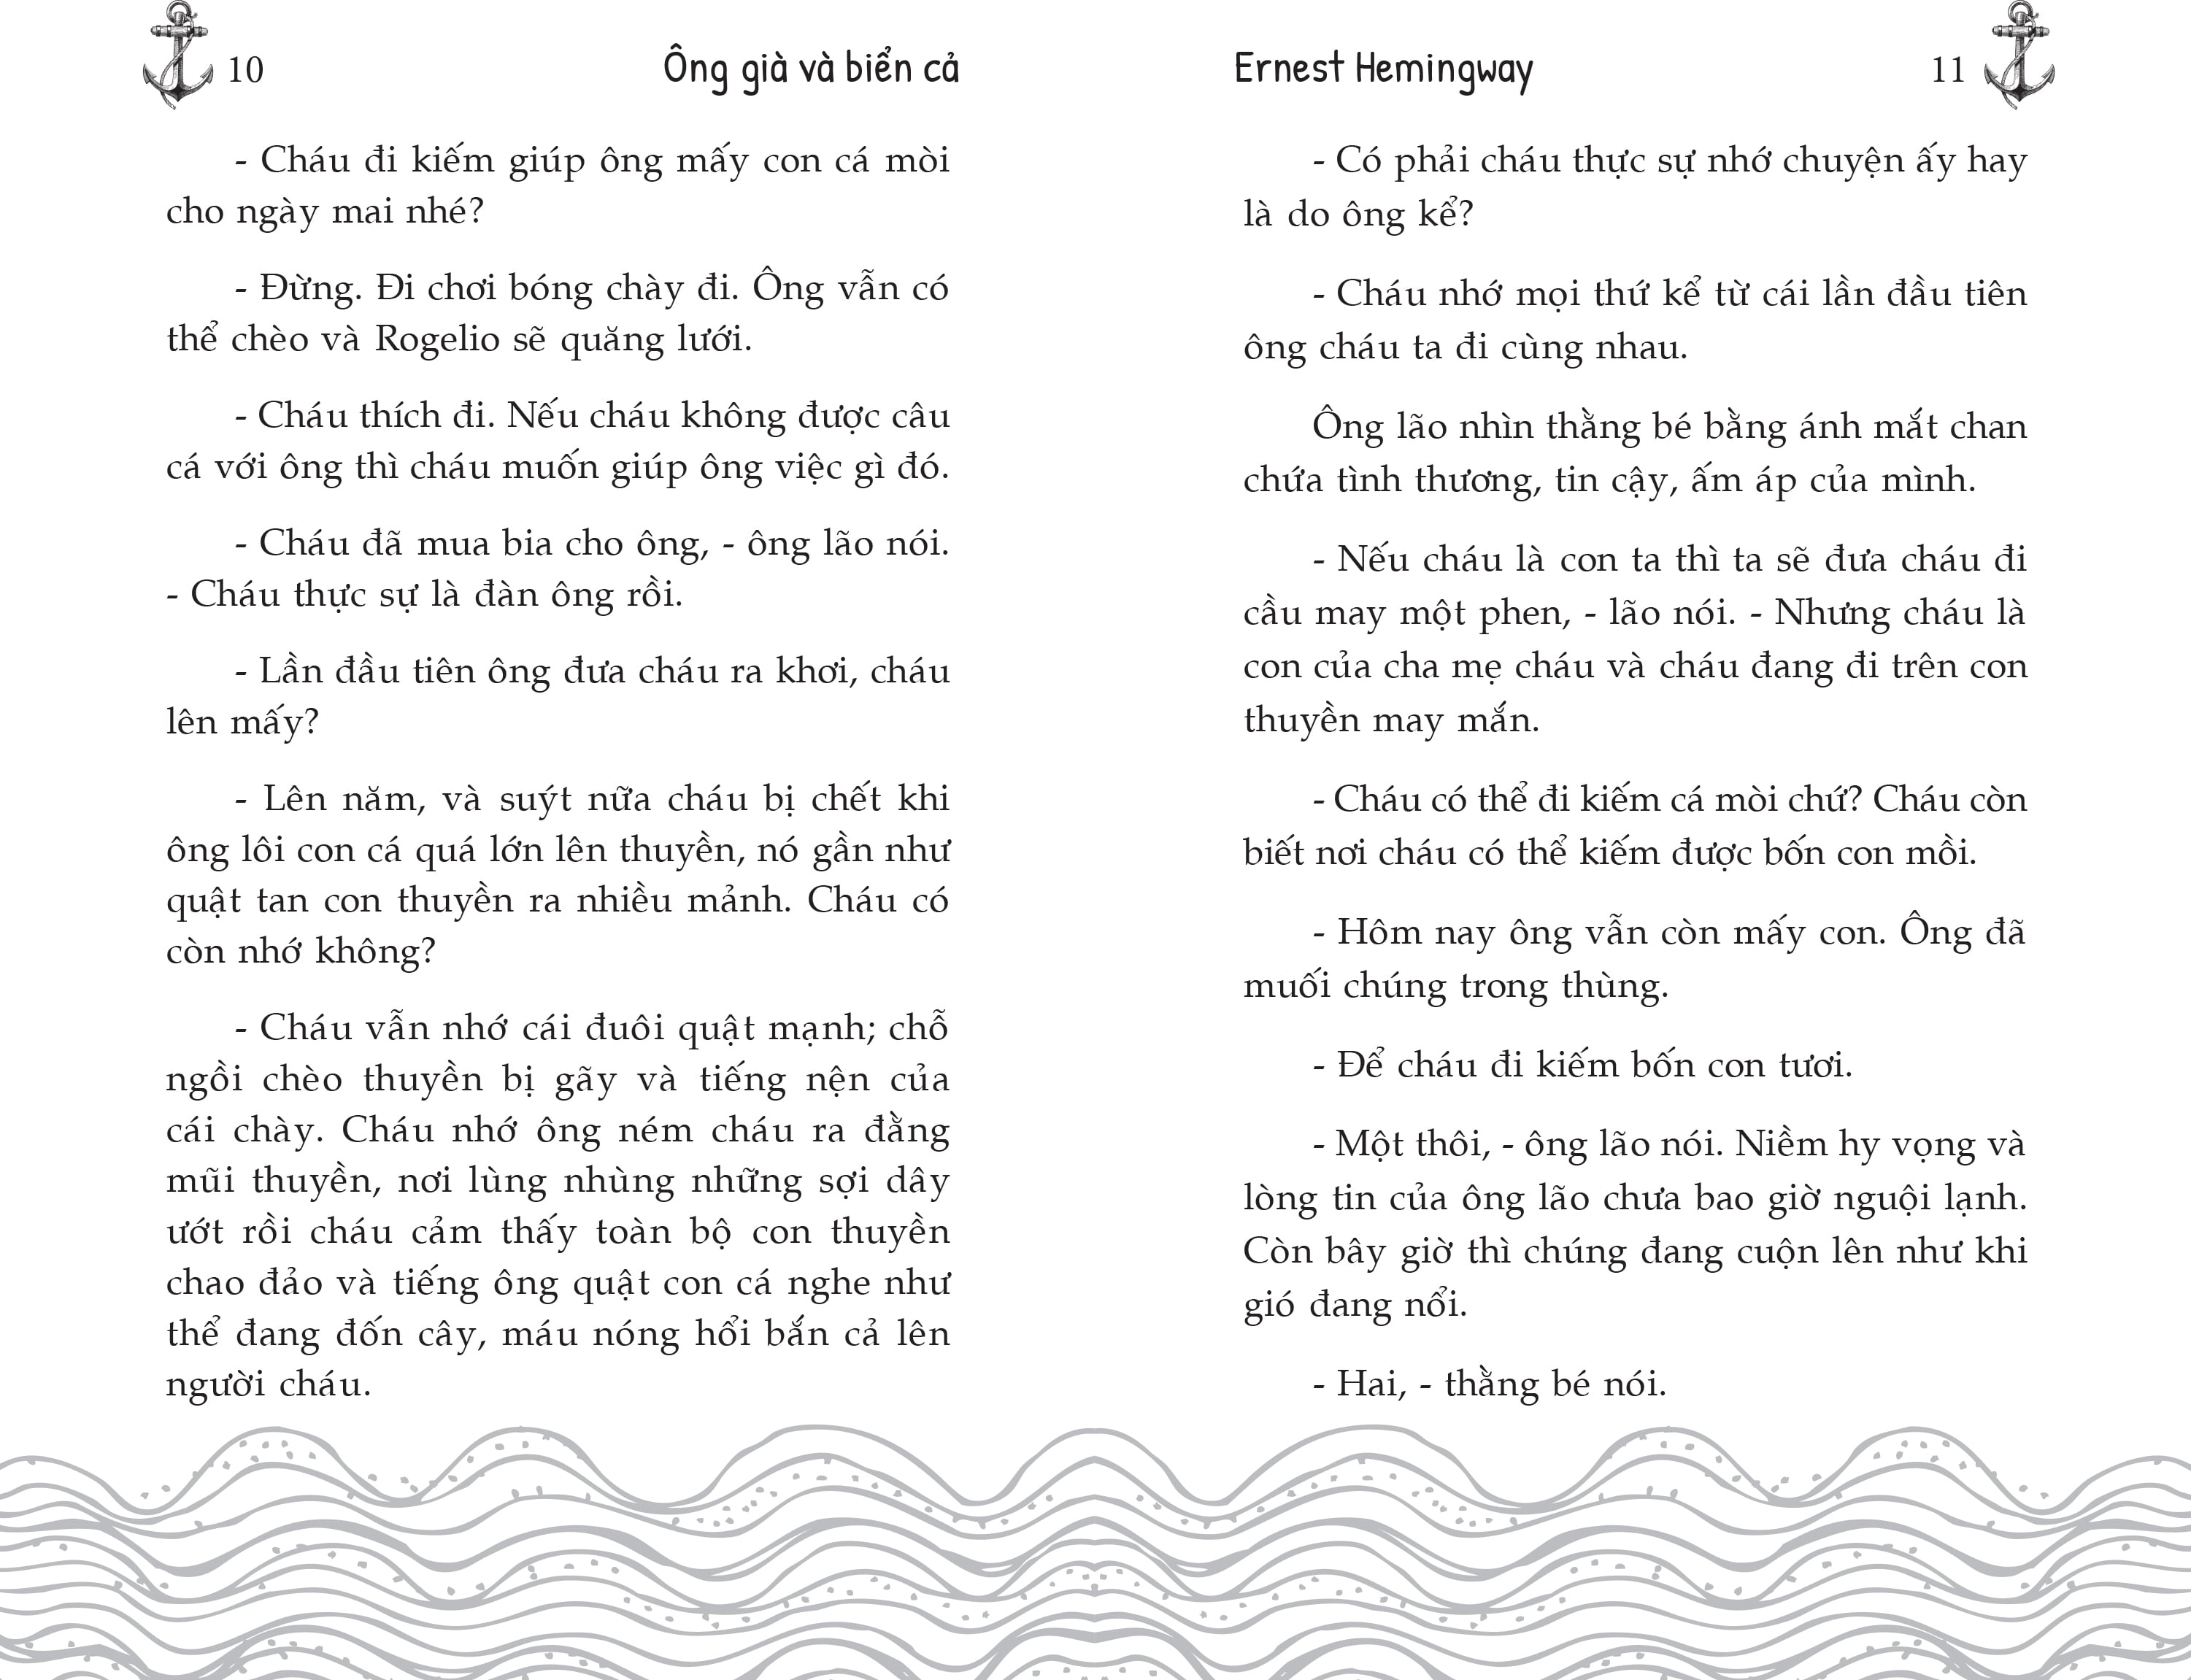 10
Ông già và biển cả
- Cháu đi kiếm giúp ông mấy con cá mòi
cho ngày mai nhé?
- Đừng. Đi chơi bóng chày đi. Ông vẫn có
thể chèo và Rogelio sẽ quăng lưới.
- Cháu thích đi. Nếu cháu không được câu
cá với ông thì cháu muốn giúp ông việc gì đó.
- Cháu đã mua bia cho ông, - ông lão nói.
- Cháu thực sự là đàn ông rồi.
- Lần đầu tiên ông đưa cháu ra khơi, cháu
lên mấy?
- Lên năm, và suýt nữa cháu bị chết khi
ông lôi con cá quá lớn lên thuyền, nó gần như
quật tan con thuyền ra nhiều mảnh. Cháu có
còn nhớ không?
- Cháu vẫn nhớ cái đuôi quật mạnh; chỗ
ngồi chèo thuyền bị gãy và tiếng nện của
cái chày. Cháu nhớ ông ném cháu ra đằng
mũi thuyền, nơi lùng nhùng những sợi dây
ướt rồi cháu cảm thấy toàn bộ con thuyền
chao đảo và tiếng ông quật con cá nghe như
thể đang đốn cây, máu nóng hổi bắn cả lên
người cháu.
Ernest Hemingway
11
- Có phải cháu thực sự nhớ chuyện ấy hay
là do ông kể?
- Cháu nhớ mọi thứ kể từ cái lần đầu tiên
ông cháu ta đi cùng nhau.
Ông lão nhìn thằng bé bằng ánh mắt chan
chứa tình thương, tin cậy, ấm áp của mình.
- Nếu cháu là con ta thì ta sẽ đưa cháu đi
cầu may một phen, - lão nói. - Nhưng cháu là
con của cha mẹ cháu và cháu đang đi trên con
thuyền may mắn.
- Cháu có thể đi kiếm cá mòi chứ? Cháu còn
biết nơi cháu có thể kiếm được bốn con mồi.
- Hôm nay ông vẫn còn mấy con. Ông đã
muối chúng trong thùng.
- Để cháu đi kiếm bốn con tươi.
- Một thôi, - ông lão nói. Niềm hy vọng và
lòng tin của ông lão chưa bao giờ nguội lạnh.
Còn bây giờ thì chúng đang cuộn lên như khi
gió đang nổi.
- Hai, - thằng bé nói.